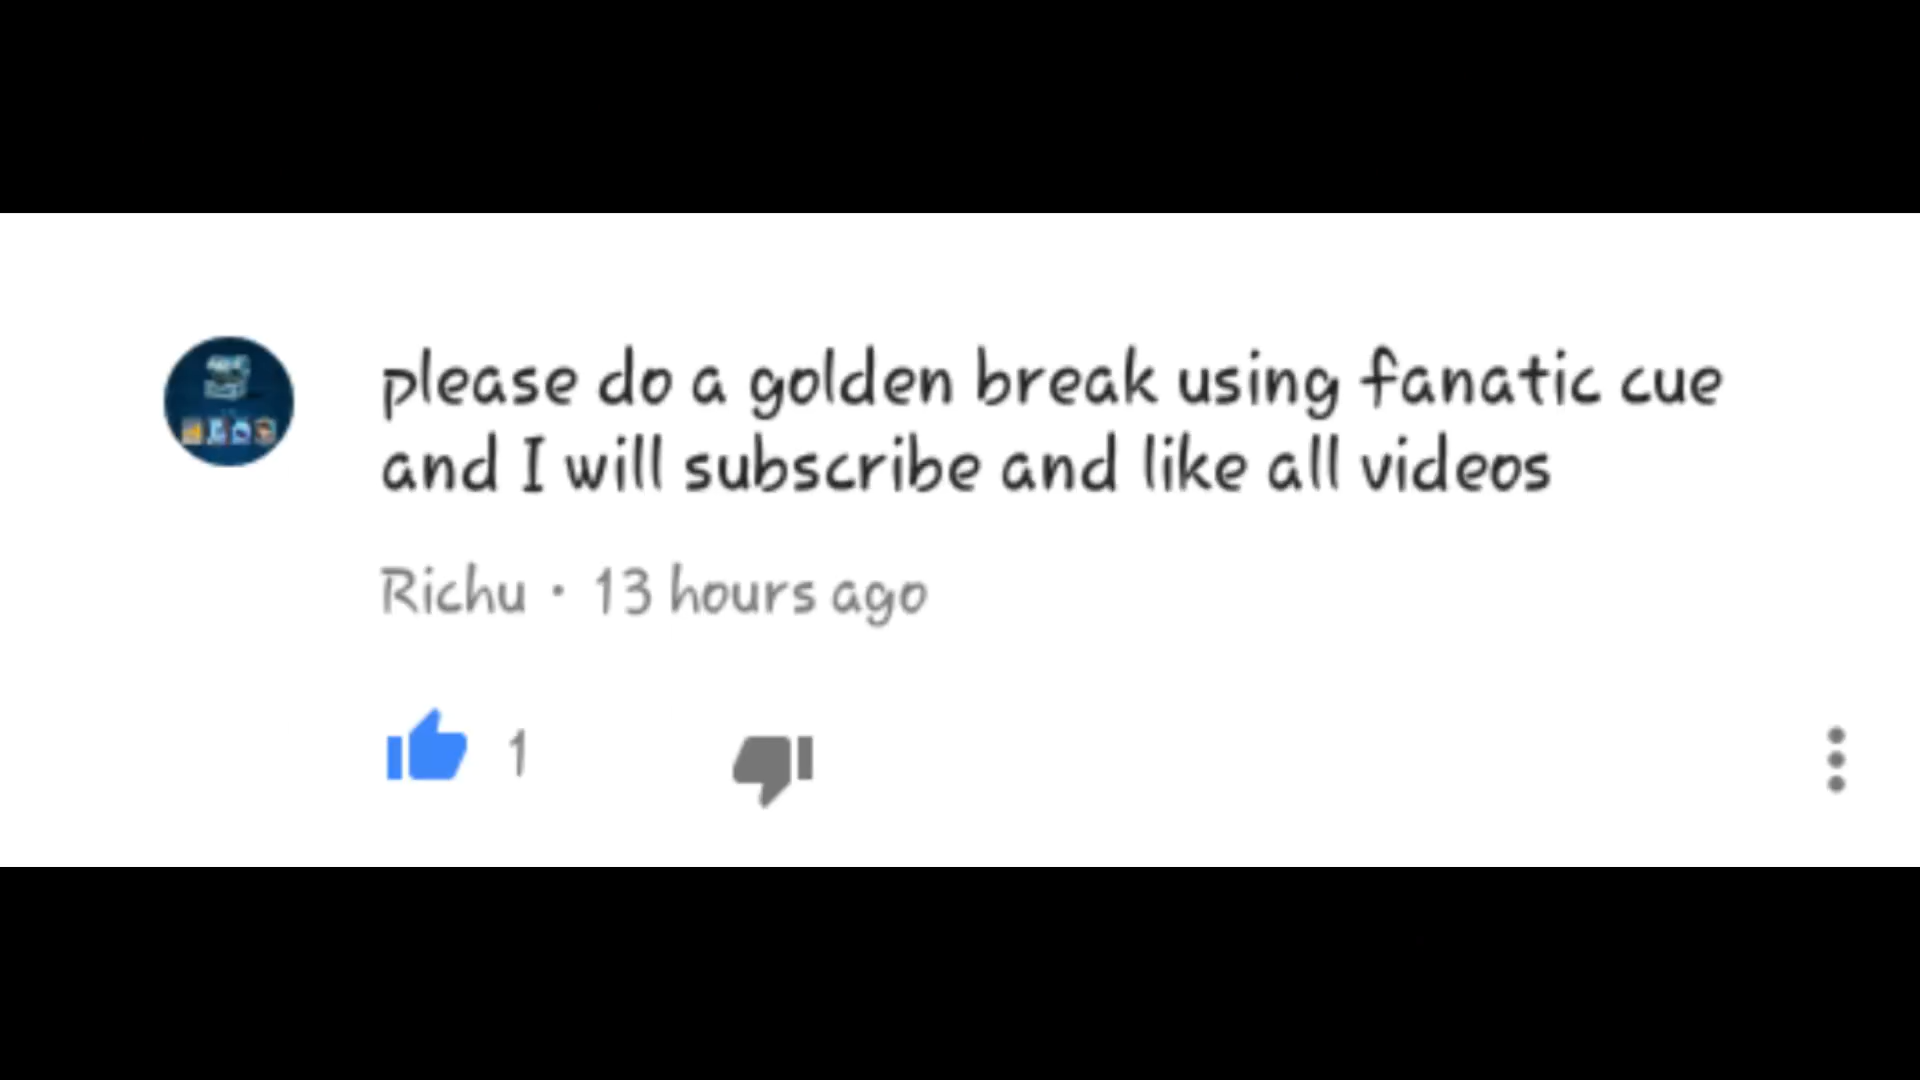 please do a golden break using fanatic cue
and I will subscribe and like all videos
Richu · 13 hours ago
1